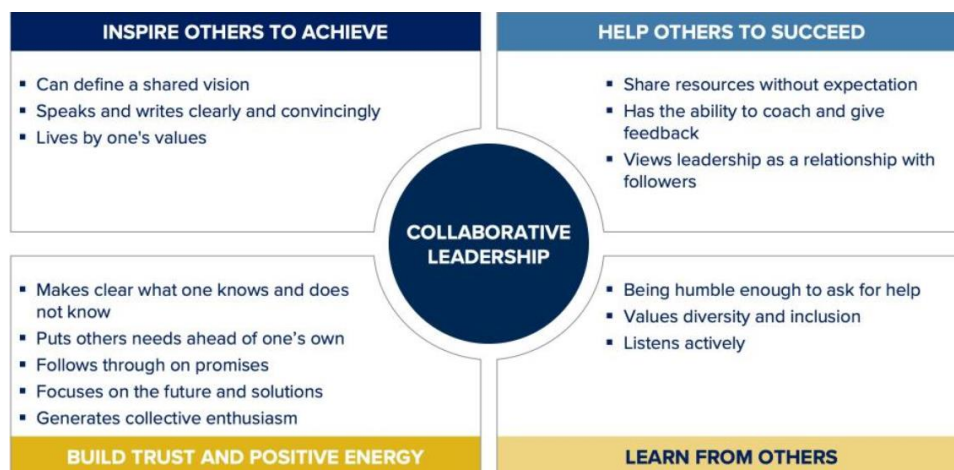 INSPIRE OTHERS TO ACHIEVE
▪ Can define a shared vision
▪ Speaks and writes clearly and convincingly
▪ Lives by one's values
HELP OTHERS TO SUCCEED
▪ Share resources without expectation
▪ Has the ability to coach and give
feedback
▪ Views leadership as a relationship with
followers
COLLABORATIVE
LEADERSHIP
▪ Makes clear what one knows and does
not know
▪ Puts others needs ahead of one’s own
▪ Follows through on promises
▪ Focuses on the future and solutions
▪ Generates collective enthusiasm
BUILD TRUST AND POSITIVE ENERGY
▪ Being humble enough to ask for help
▪ Values diversity and inclusion
▪ Listens actively
LEARN FROM OTHERS